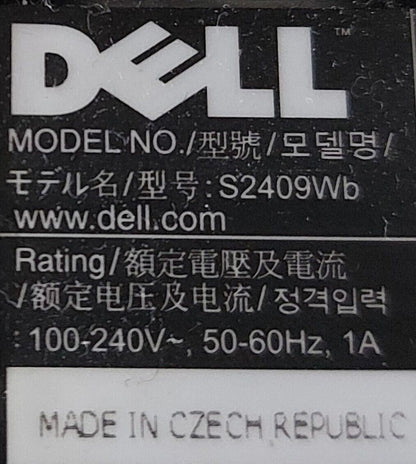 DELL™
MODEL NO./型號/모델명/
モデル名/型号: S2409Wb
www.dell.com
Rating/額定電壓及電流
/额定电压及电流/정격입력
: 100-240V~, 50-60Hz, 1A
MADE IN CZECH REPUBLIC